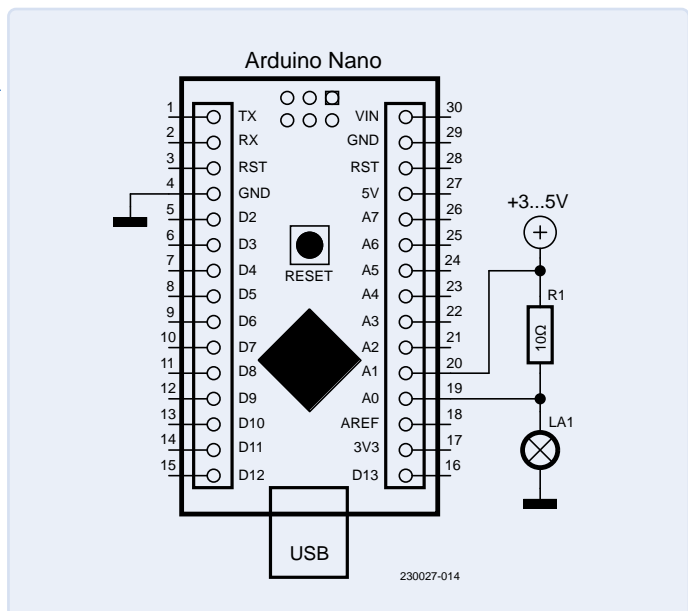 Arduino Nano
1 TX VIN 30
2 RX GND 29
3 RST RST 28
4 GND 5V 27
5 D2 A7 26
6 D3 A6 25
7 D4 A5 24
8 D5 A4 23
9 D6 A3 22
10 D7 A2 21
11 D8 A1 20
12 D9 A0 19
13 D10 AREF 18
14 D11 3V3 17
15 D12 D13 16
RESET
USB
+3...5V
+
R1
10Ω
LA1
230027-014